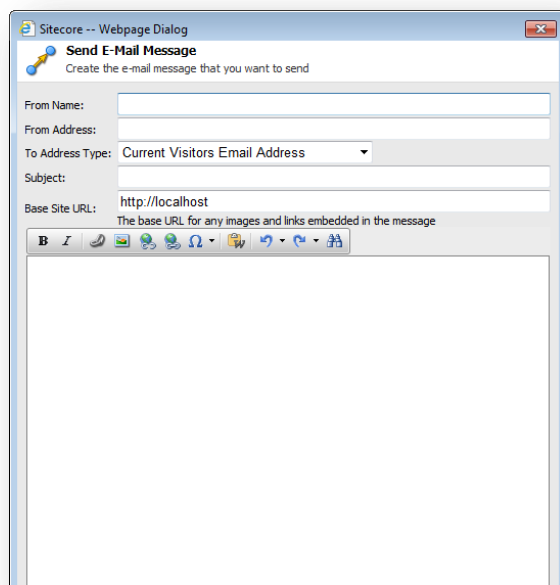 Sitecore -- Webpage Dialog
Send E-Mail Message
Create the e-mail message that you want to send
From Name:
From Address:
To Address Type: Current Visitors Email Address
Subject:
Base Site URL: http://localhost
The base URL for any images and links embedded in the message
B I Ω